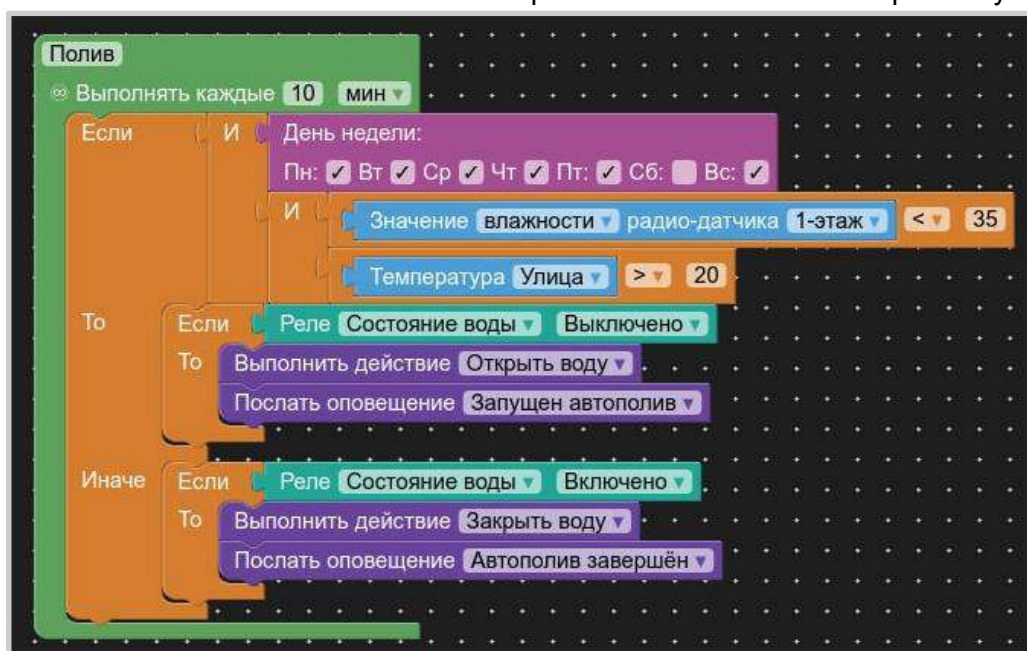 Полив
Выполнять каждые 10 мин
Если И День недели:
Пн: Вт Ср Чт Пт: Сб: Вс:
И Значение влажности радио-датчика 1-этаж < 35
Температура Улица > 20
То Если Реле Состояние воды Выключено
То Выполнить действие Открыть воду
Послать оповещение Запущен автополив
Иначе Если Реле Состояние воды Включено
То Выполнить действие Закрыть воду
Послать оповещение Автополив завершён